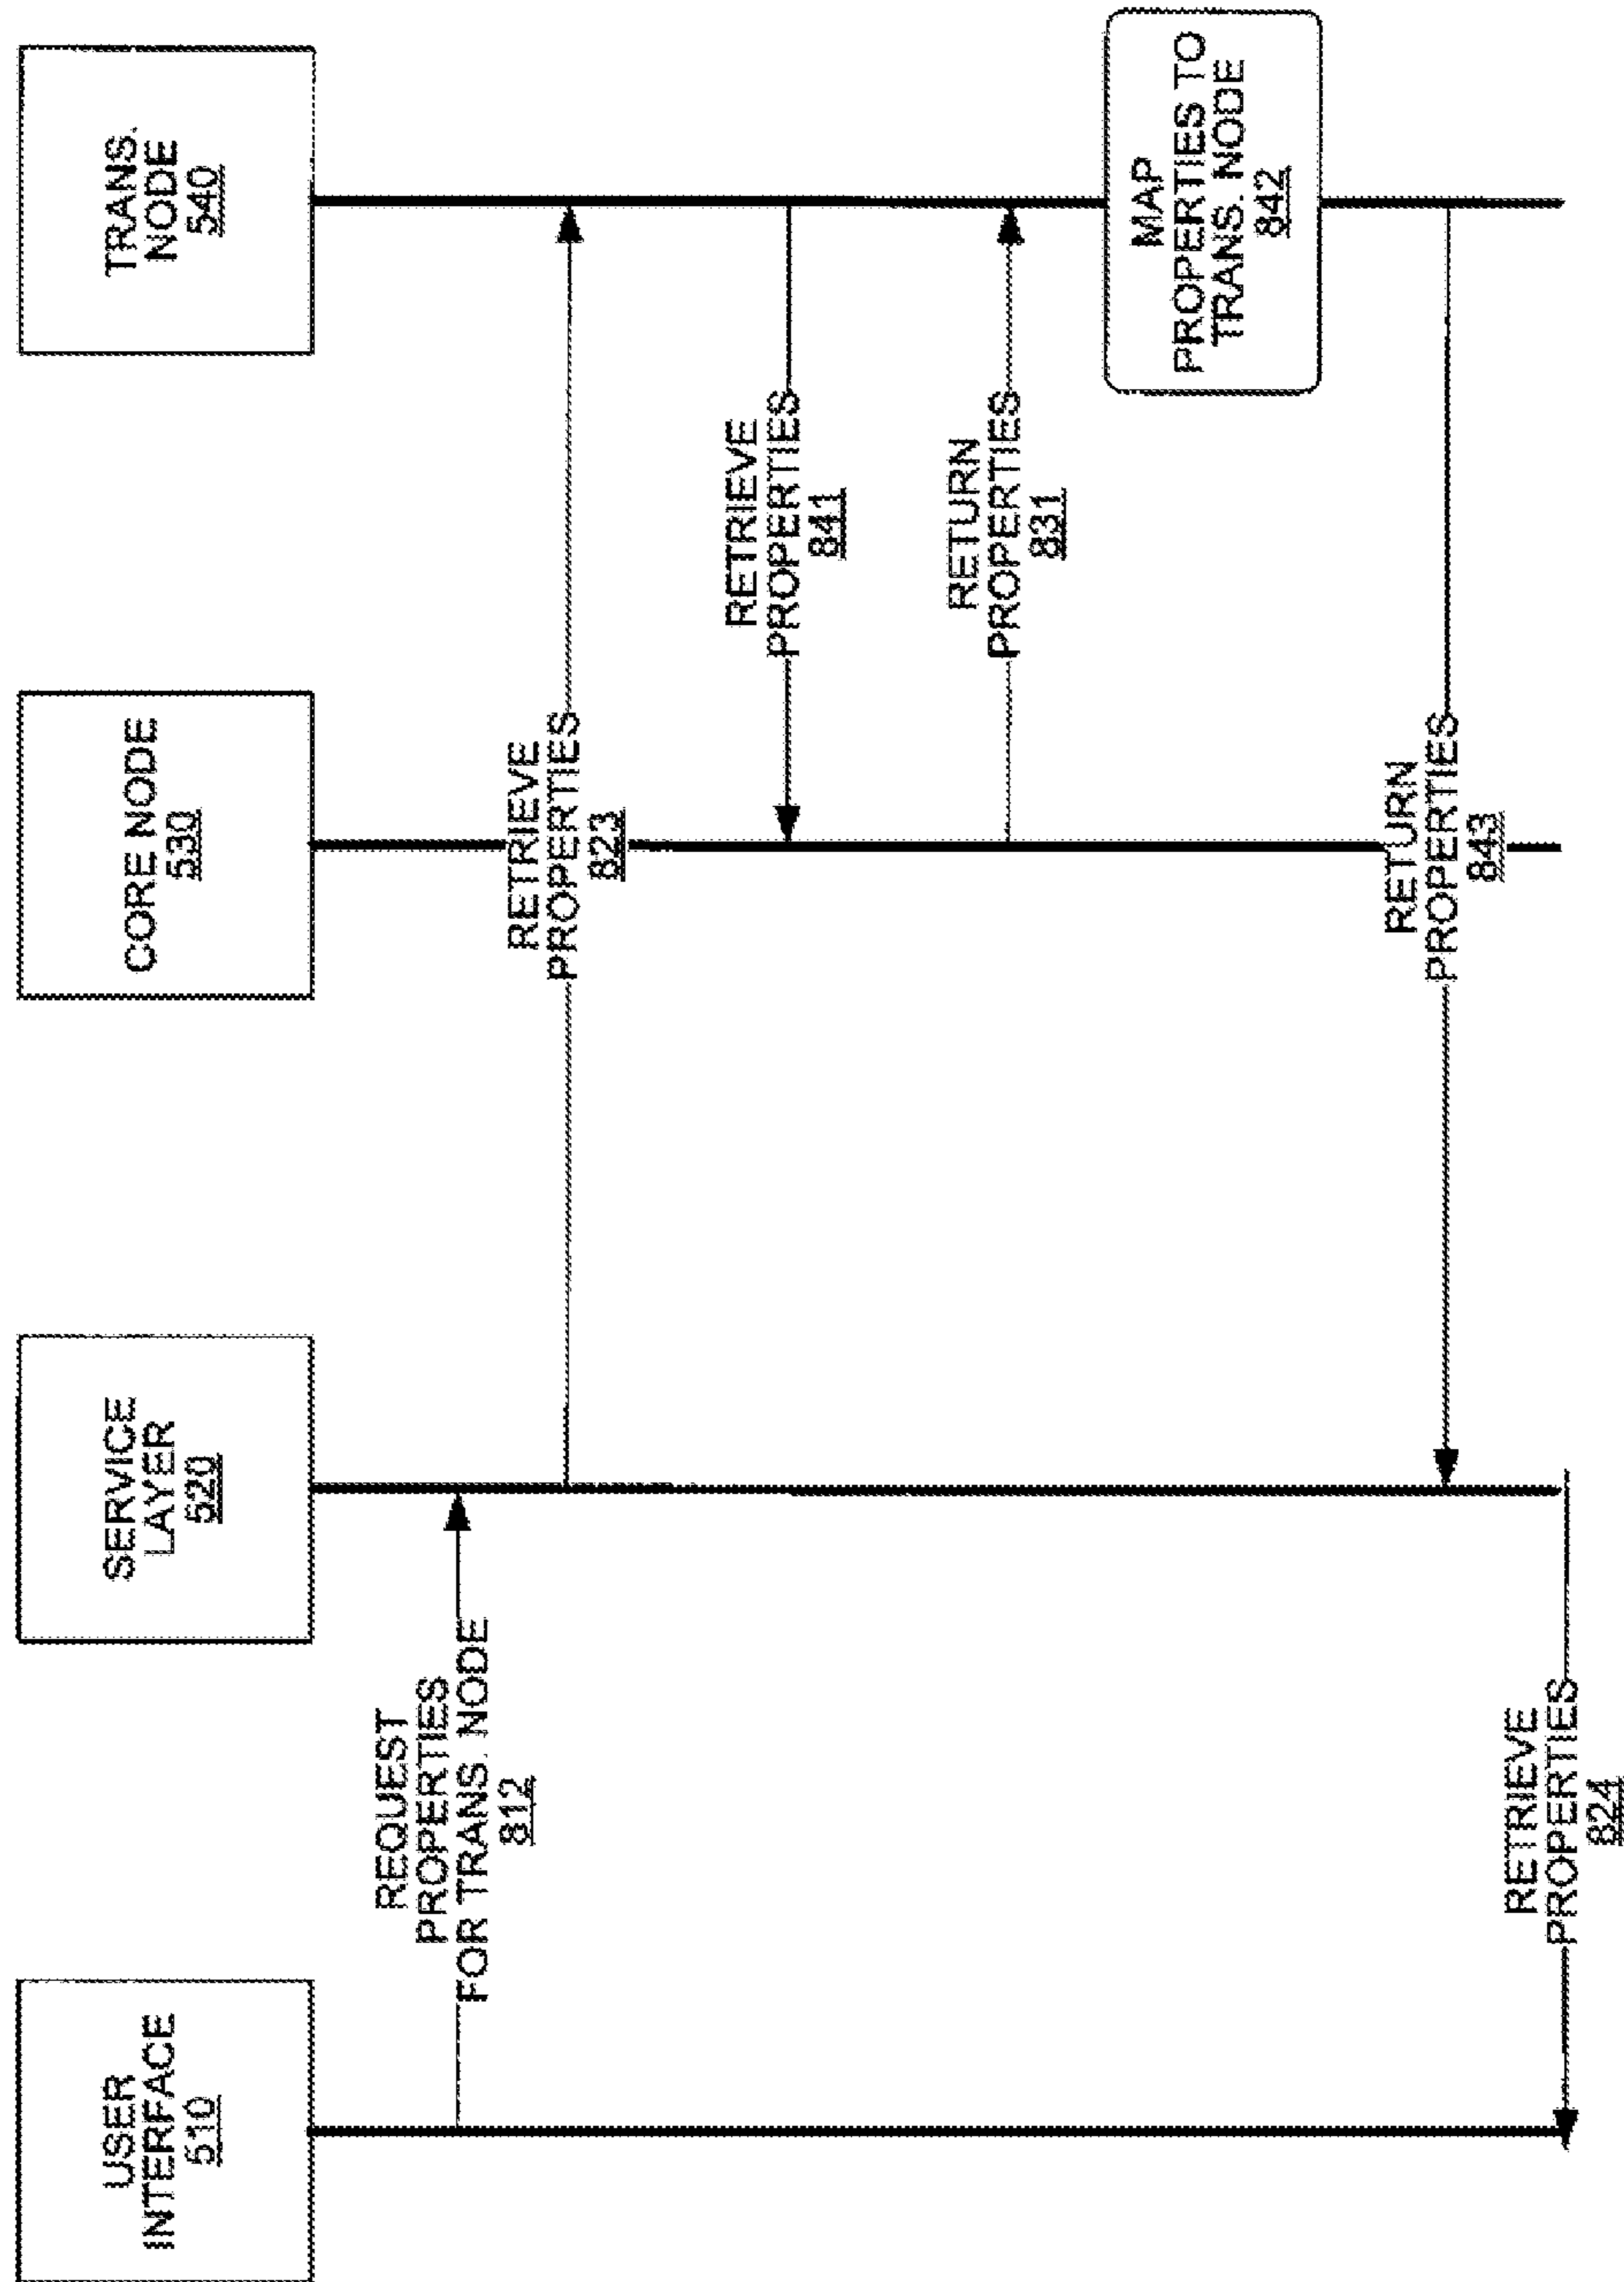 USER
INTERFACE
510
SERVICE
LAYER
520
CORE NODE
530
TRANS.
NODE
540
REQUEST
PROPERTIES
FOR TRANS. NODE
812
RETRIEVE
PROPERTIES
823
RETRIEVE
PROPERTIES
841
RETURN
PROPERTIES
831
MAP
PROPERTIES TO
TRANS. NODE
842
RETURN
PROPERTIES
843
RETRIEVE
PROPERTIES
824